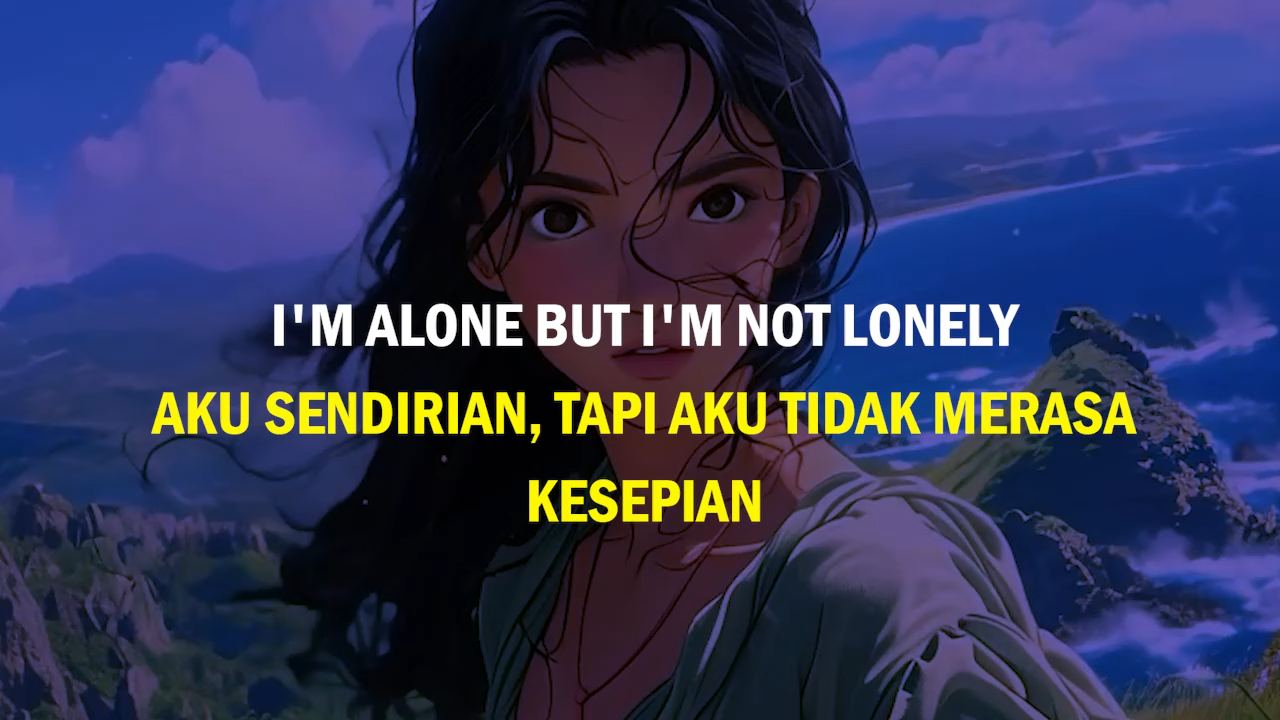 I'M ALONE BUT I'M NOT LONELY
AKU SENDIRIAN, TAPI AKU TIDAK MERASA
KESEPIAN